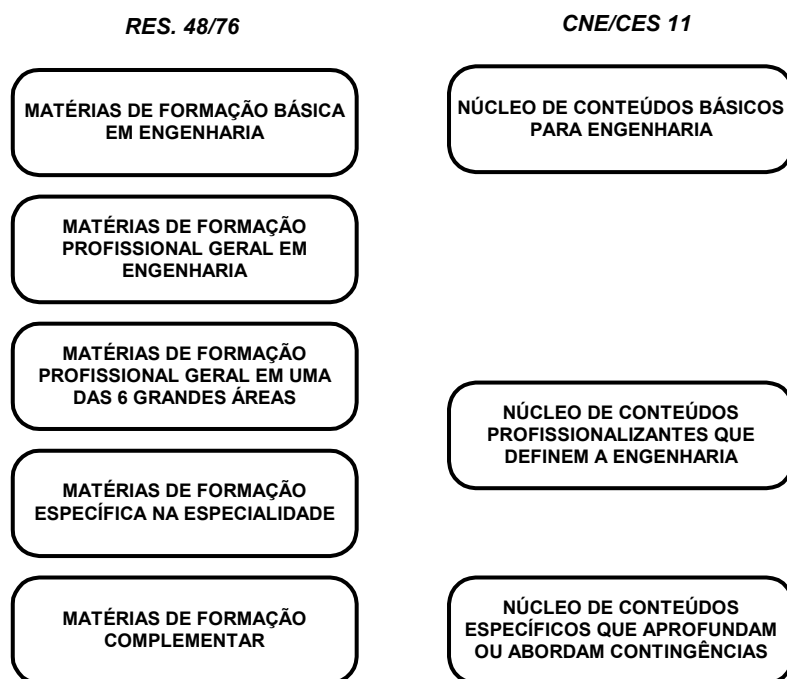 RES. 48/76
CNE/CES 11
MATÉRIAS DE FORMAÇÃO BÁSICA
EM ENGENHARIA
NÚCLEO DE CONTEÚDOS BÁSICOS
PARA ENGENHARIA
MATÉRIAS DE FORMAÇÃO
PROFISSIONAL GERAL EM
ENGENHARIA
MATÉRIAS DE FORMAÇÃO
PROFISSIONAL GERAL EM UMA
DAS 6 GRANDES ÁREAS
NÚCLEO DE CONTEÚDOS
PROFISSIONALIZANTES QUE
DEFINEM A ENGENHARIA
MATÉRIAS DE FORMAÇÃO
ESPECÍFICA NA ESPECIALIDADE
MATÉRIAS DE FORMAÇÃO
COMPLEMENTAR
NÚCLEO DE CONTEÚDOS
ESPECÍFICOS QUE APROFUNDAM
OU ABORDAM CONTINGÊNCIAS